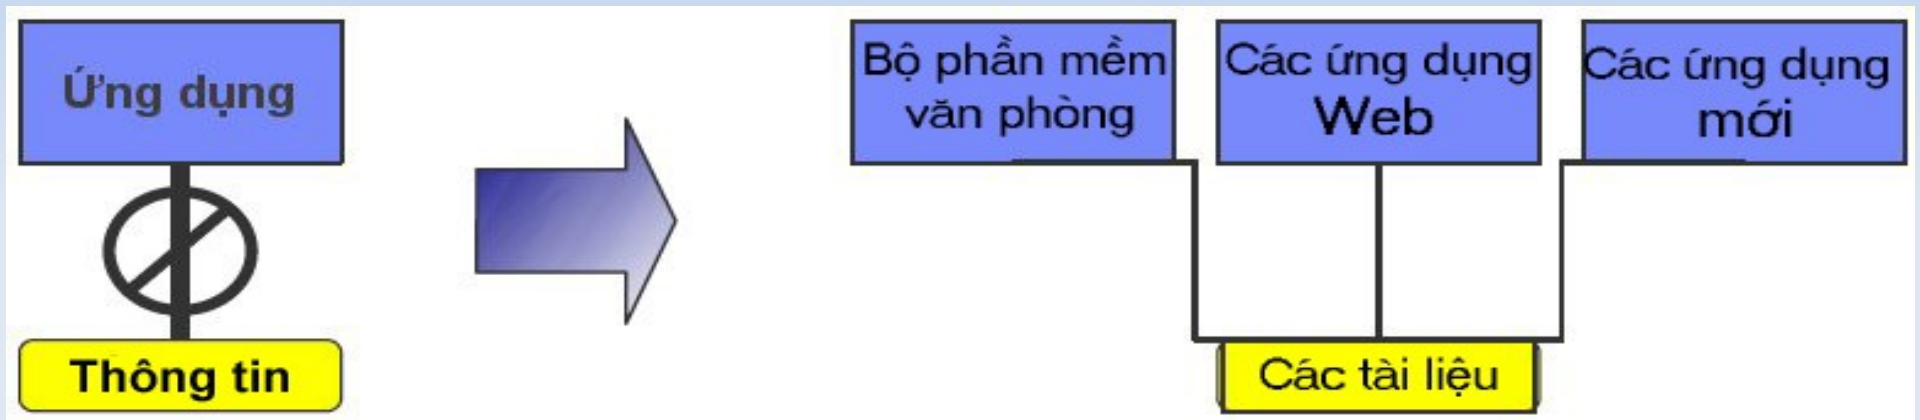 Ứng dụng
Thông tin
Bộ phần mềm
văn phòng
Các ứng dụng
Web
Các ứng dụng
mới
Các tài liệu